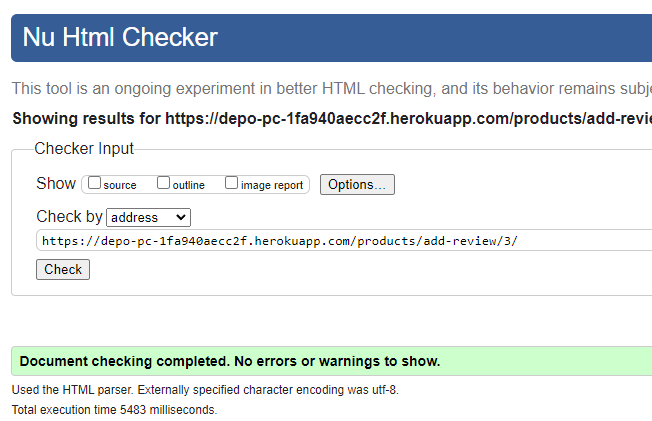 Nu Html Checker
This tool is an ongoing experiment in better HTML checking, and its behavior remains
Showing results for https://depo-pc-1fa940aecc2f.herokuapp.com/products/
Checker Input
Show source outline image report Options...
Check by address
https://depo-pc-1fa940aecc2f.herokuapp.com/products/add-review/3/
Check
Document checking completed. No errors or warnings to show.
Used the HTML parser. Externally specified character encoding was utf-8.
Total execution time 5483 milliseconds.